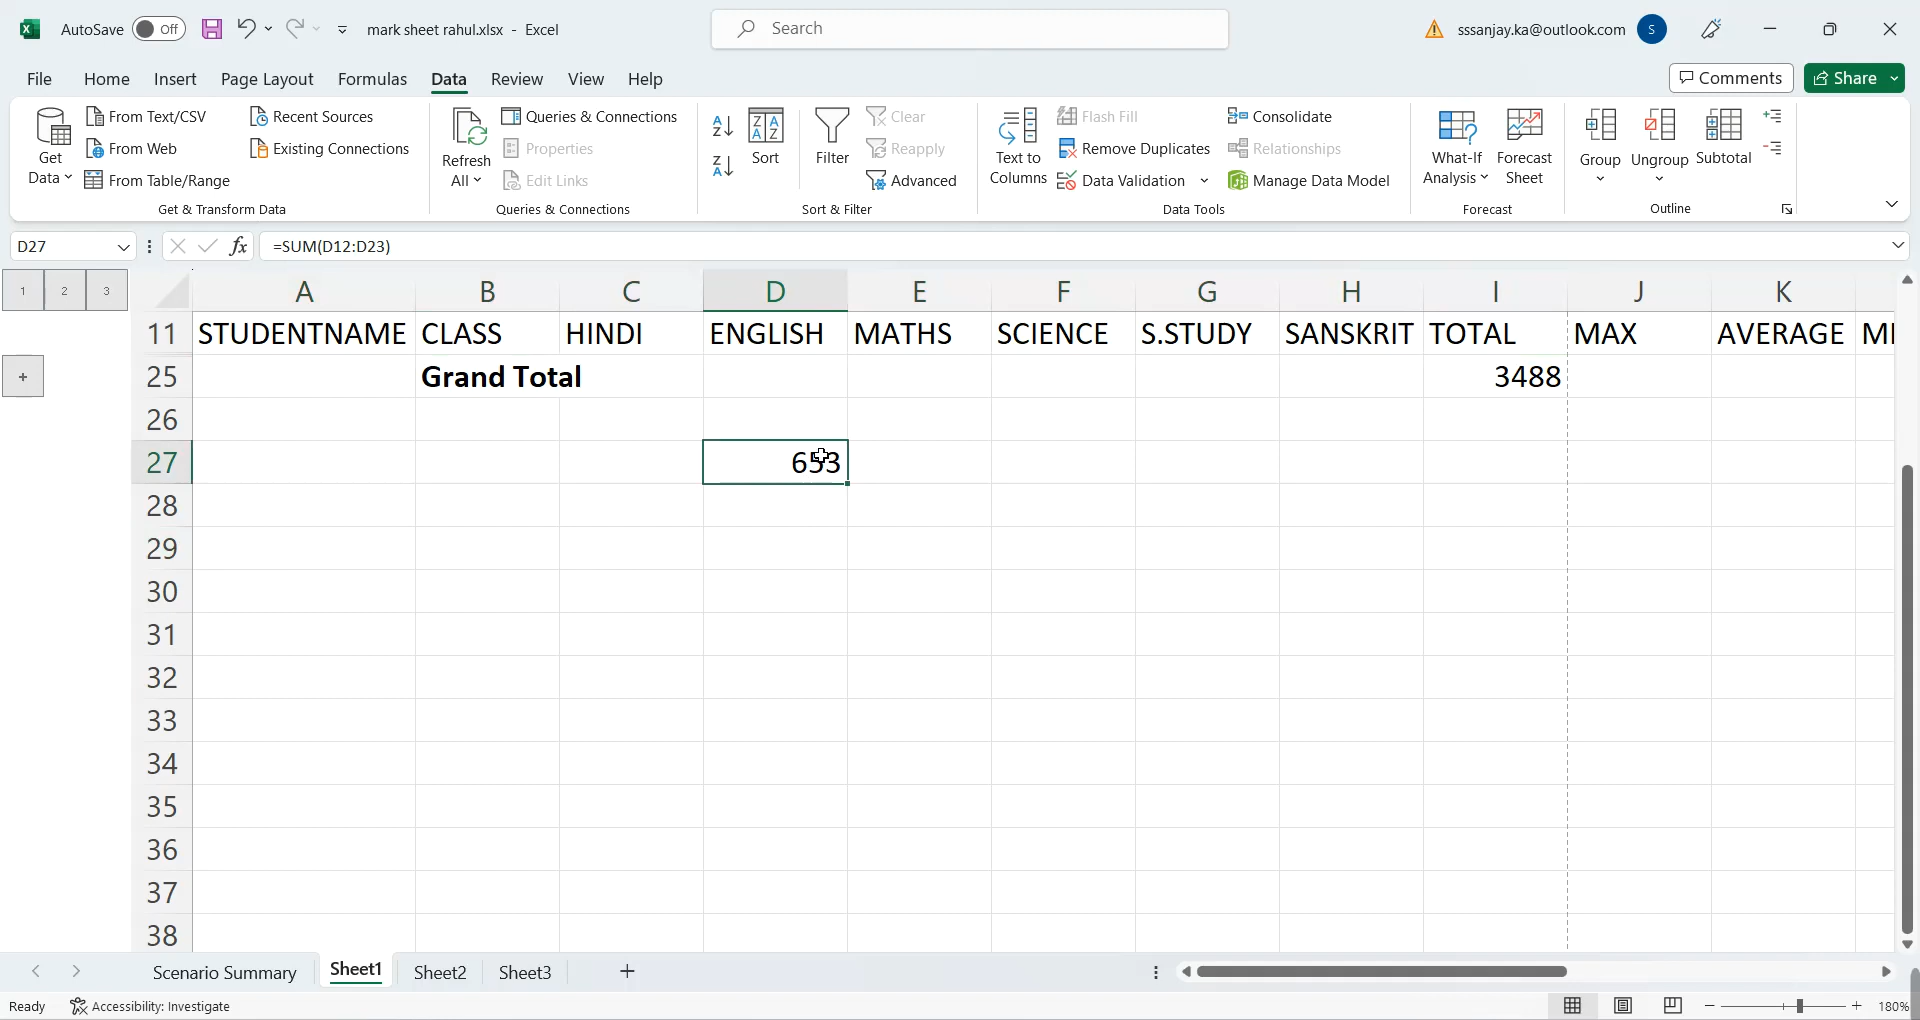 AutoSave Off mark sheet rahul.xlsx - Excel Search sssanjay.ka@outlook.com S
File Home Insert Page Layout Formulas Data Review View Help Comments Share
Get Data From Text/CSV From Web From Table/Range Recent Sources Existing Connections
Get & Transform Data
Refresh All Queries & Connections Properties Edit Links
Queries & Connections
A Z Z A Z A A Z Sort Filter Clear Reapply Advanced
Sort & Filter
Text to Columns Flash Fill Remove Duplicates Data Validation Consolidate Relationships Manage Data Model
Data Tools
What-If Analysis Forecast Sheet
Forecast
Group Ungroup Subtotal
Outline
D27 fx =SUM(D12:D23)
1 2 3 A B C D E F G H I J K
11 STUDENTNAME CLASS HINDI ENGLISH MATHS SCIENCE S.STUDY SANSKRIT TOTAL MAX AVERAGE
+ 25 Grand Total 3488
26
27 653
28
29
30
31
32
33
34
35
36
37
38
Scenario Summary Sheet1 Sheet2 Sheet3 +
Ready Accessibility: Investigate 180%